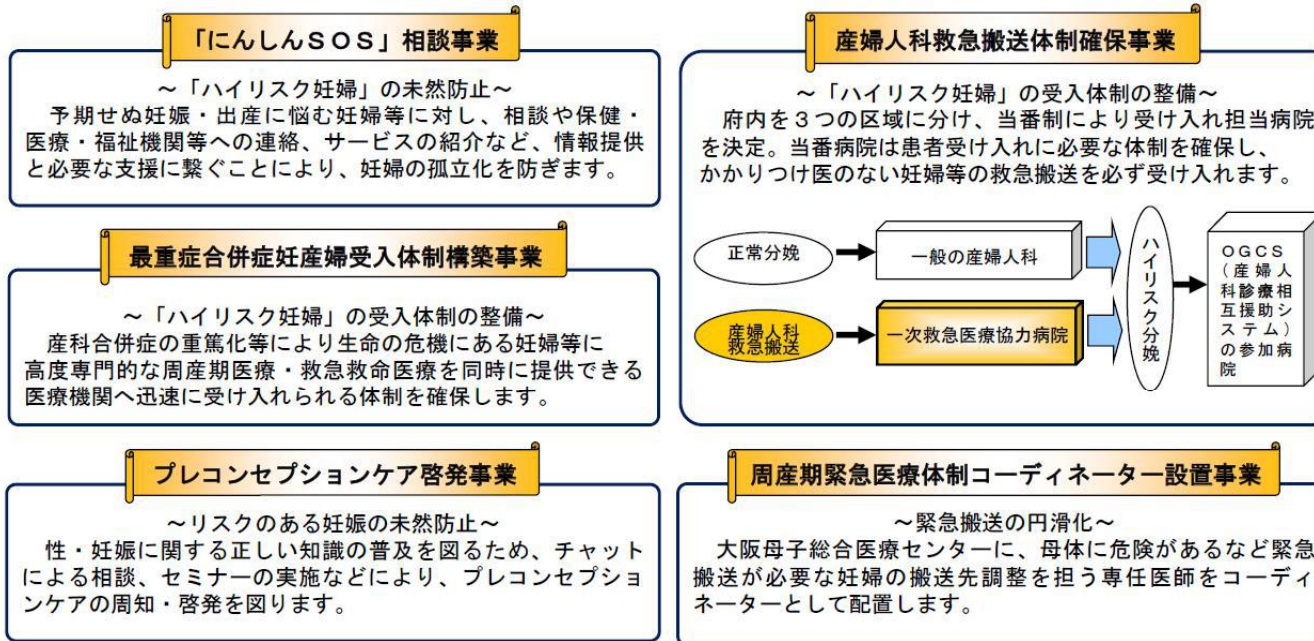 「にんしんＳＯＳ」相談事業
～「ハイリスク妊婦」の未然防止～
予期せぬ妊娠・出産に悩む妊婦等に対し、相談や保健・
医療・福祉機関等への連絡、サービスの紹介など、情報提供
と必要な支援に繋ぐことにより、妊婦の孤立化を防ぎます。
最重症合併症妊産婦受入体制構築事業
～「ハイリスク妊婦」の受入体制の整備～
産科合併症の重篤化等により生命の危機にある妊婦等に
高度専門的な周産期医療・救急救命医療を同時に提供できる
医療機関へ迅速に受け入れられる体制を確保します。
プレコンセプションケア啓発事業
～リスクのある妊娠の未然防止～
性・妊娠に関する正しい知識の普及を図るため、チャット
による相談、セミナーの実施などにより、プレコンセプショ
ンケアの周知・啓発を図ります。
産婦人科救急搬送体制確保事業
～「ハイリスク妊婦」の受入体制の整備～
府内を３つの区域に分け、当番制により受け入れ担当病院
を決定。当番病院は患者受け入れに必要な体制を確保し、
かかりつけ医のない妊婦等の救急搬送を必ず受け入れます。
正常分娩
一般の産婦人科
産婦人科
救急搬送
一次救急医療協力病院
ハイリスク分娩
ＯＧＣＳ
（産婦人
科診療相
互援助シ
ステム）
の参加病
院
周産期緊急医療体制コーディネーター設置事業
～緊急搬送の円滑化～
大阪母子総合医療センターに、母体に危険があるなど緊急
搬送が必要な妊婦の搬送先調整を担う専任医師をコーディ
ネーターとして配置します。